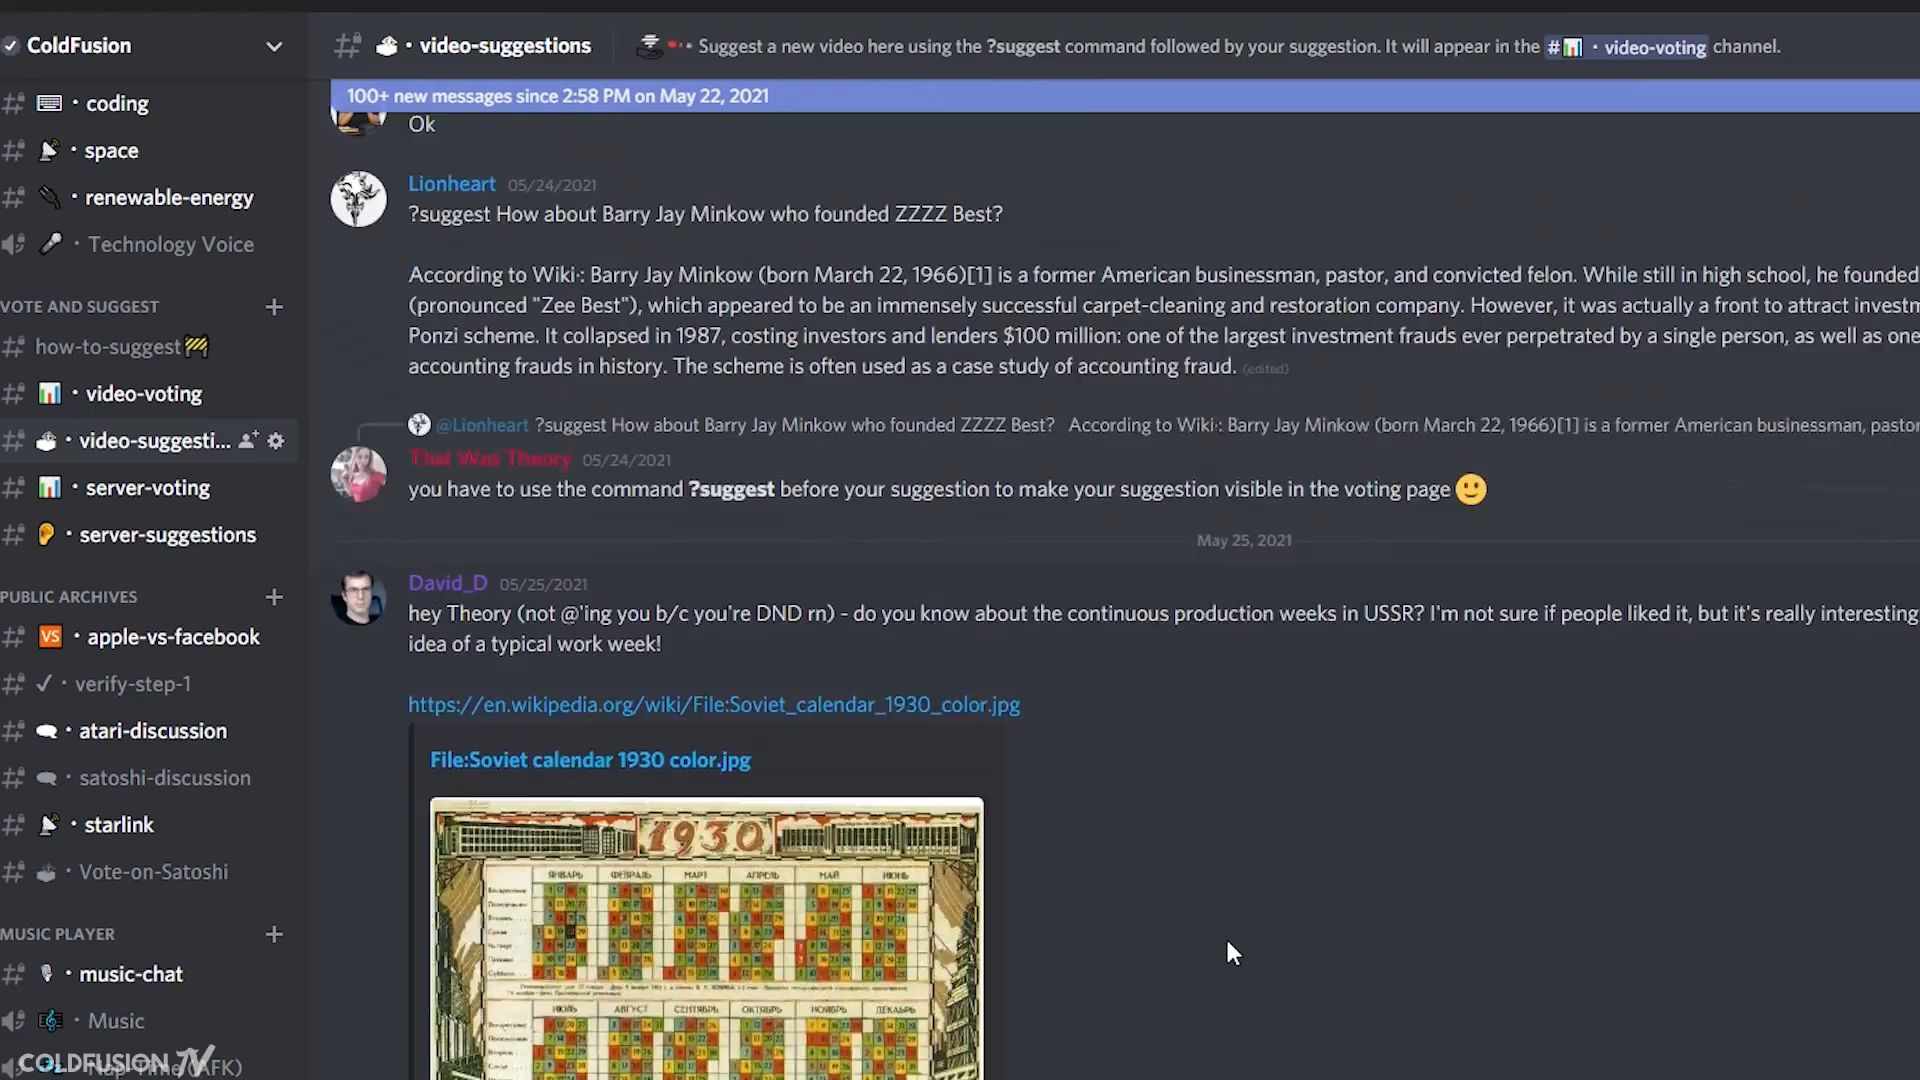 ColdFusion
coding
space
renewable-energy
Technology Voice
VOTE AND SUGGEST
how-to-suggest
video-voting
video-suggesti...
server-voting
server-suggestions
PUBLIC ARCHIVES
VS apple-vs-facebook
verify-step-1
atari-discussion
satoshi-discussion
starlink
Vote-on-Satoshi
MUSIC PLAYER
music-chat
Music
COLDFUSION TV
video-suggestions
Suggest a new video here using the ?suggest command followed by your suggestion. It will appear in the # video-voting channel.
100+ new messages since 2:58 PM on May 22, 2021
Ok
Lionheart 05/24/2021
?suggest How about Barry Jay Minkow who founded ZZZZ Best?
According to Wiki: Barry Jay Minkow (born March 22, 1966)[1] is a former American businessman, pastor, and convicted felon. While still in high school, he founded
(pronounced "Zee Best"), which appeared to be an immensely successful carpet-cleaning and restoration company. However, it was actually a front to attract investm
Ponzi scheme. It collapsed in 1987, costing investors and lenders $100 million: one of the largest investment frauds ever perpetrated by a single person, as well as one
accounting frauds in history. The scheme is often used as a case study of accounting fraud. (edited)
@Lionheart ?suggest How about Barry Jay Minkow who founded ZZZZ Best? According to Wiki: Barry Jay Minkow (born March 22, 1966)[1] is a former American businessman, pastor
That Was Theory 05/24/2021
you have to use the command ?suggest before your suggestion to make your suggestion visible in the voting page
May 25, 2021
David_D 05/25/2021
hey Theory (not @'ing you b/c you're DND rn) - do you know about the continuous production weeks in USSR? I'm not sure if people liked it, but it's really interesting
idea of a typical work week!
https://en.wikipedia.org/wiki/File:Soviet_calendar_1930_color.jpg
File:Soviet calendar 1930 color.jpg
1930
ЯНВАРЬ ФЕВРАЛЬ МАРТ АПРЕЛЬ МАЙ ИЮНЬ
ИЮЛЬ АВГУСТ СЕНТЯБРЬ ОКТЯБРЬ НОЯБРЬ ДЕКАБРЬ